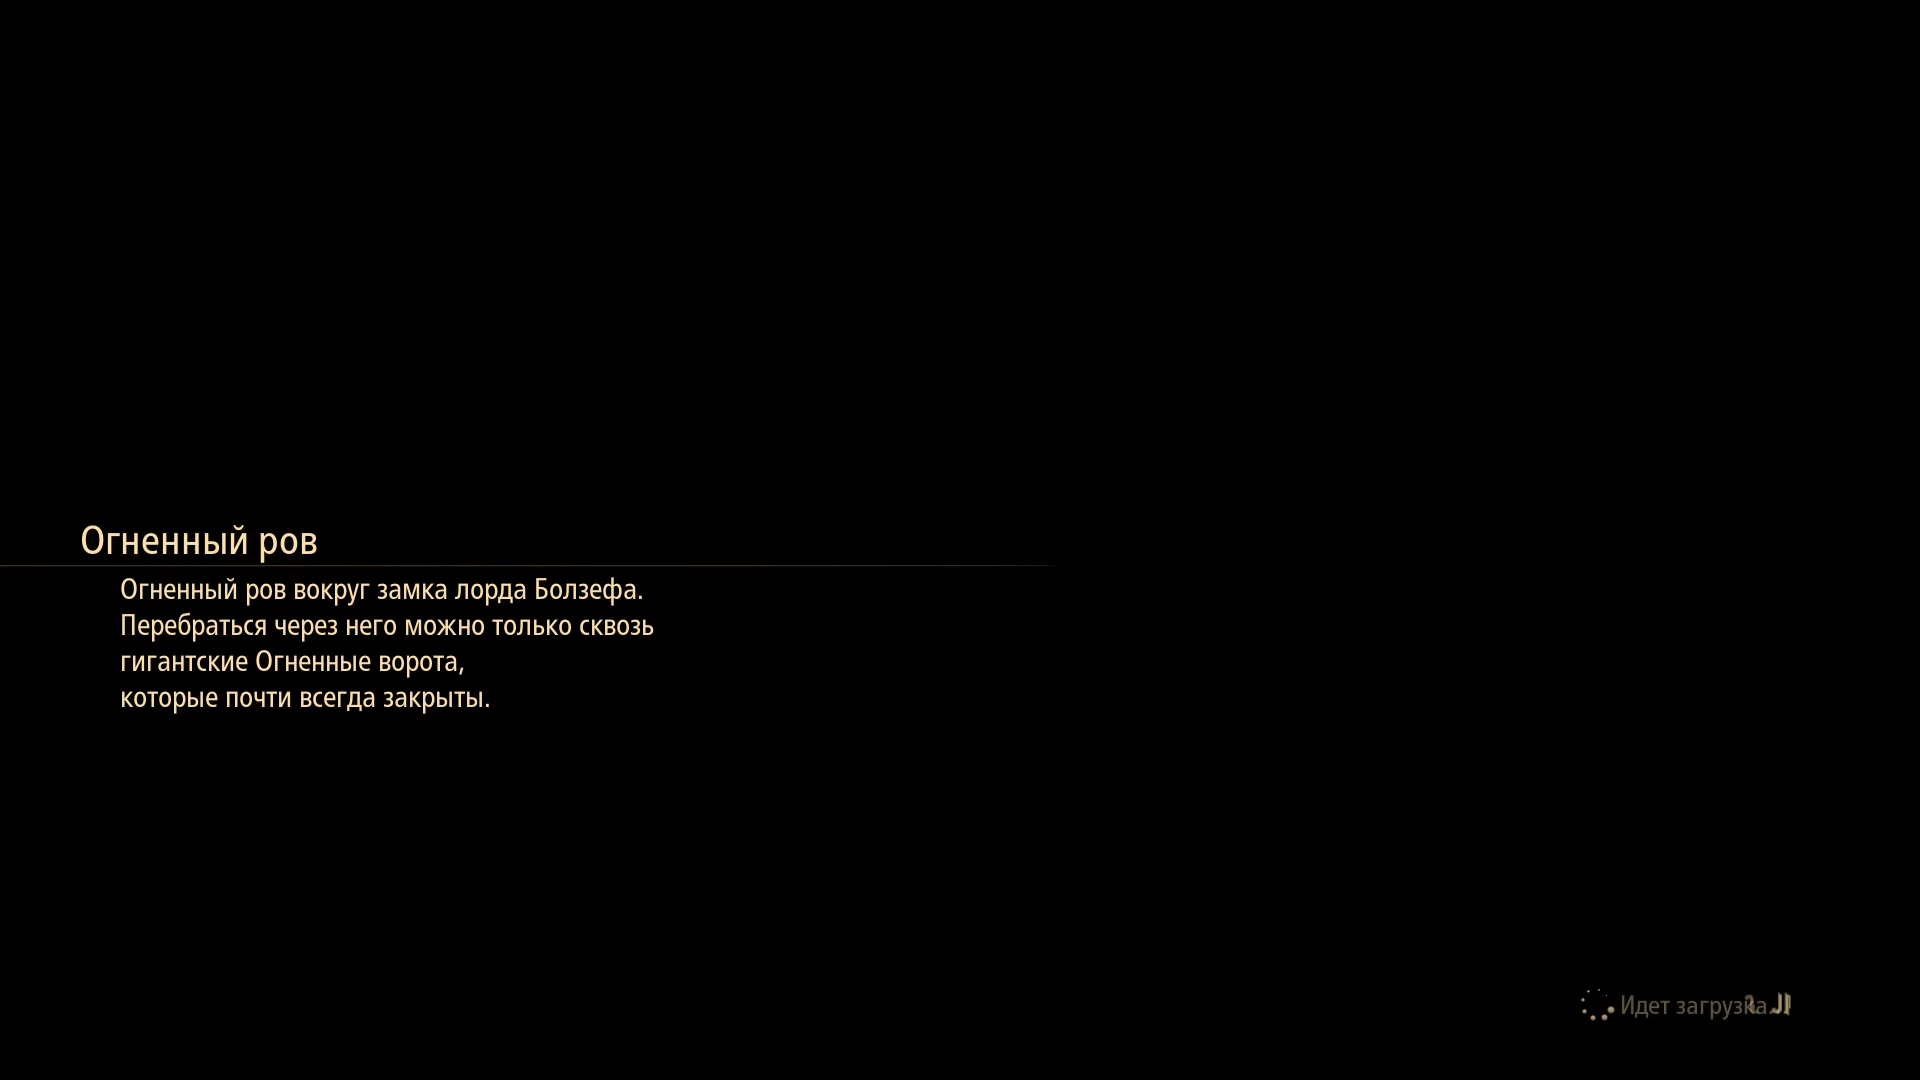 Огненный ров
Огненный ров вокруг замка лорда Болзефа.
Перебраться через него можно только сквозь
гигантские Огненные ворота,
которые почти всегда закрыты.
Идет загрузка